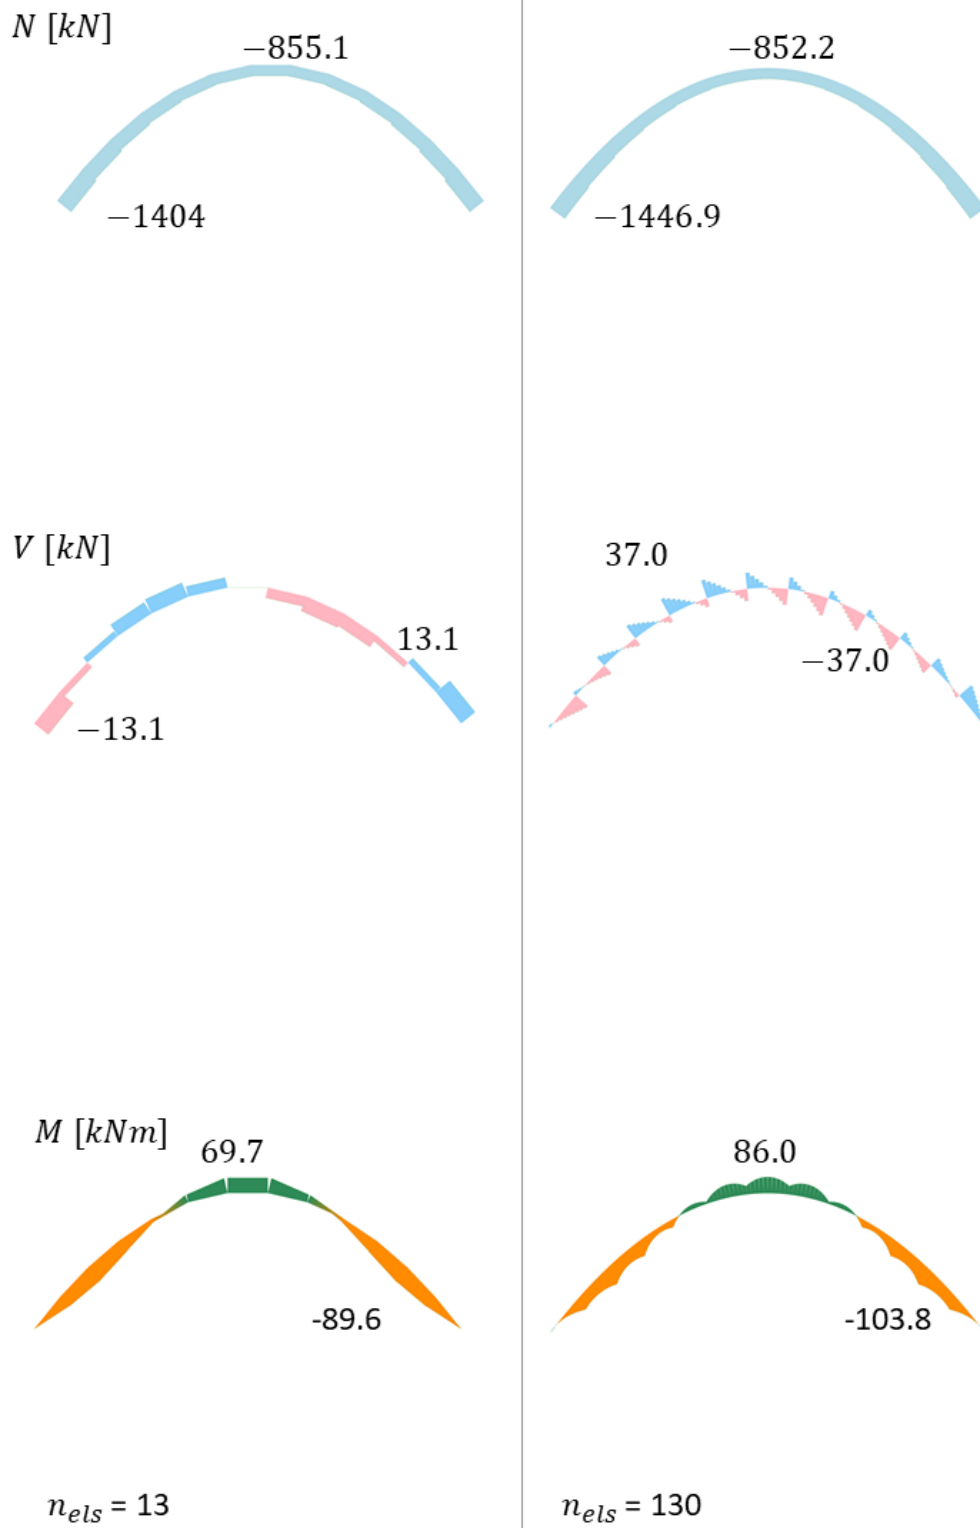 N [kN]
−855.1
−852.2
−1404
−1446.9
V [kN]
37.0
13.1
−37.0
−13.1
M [kNm]
69.7
86.0
-89.6
-103.8
n_els = 13
n_els = 130